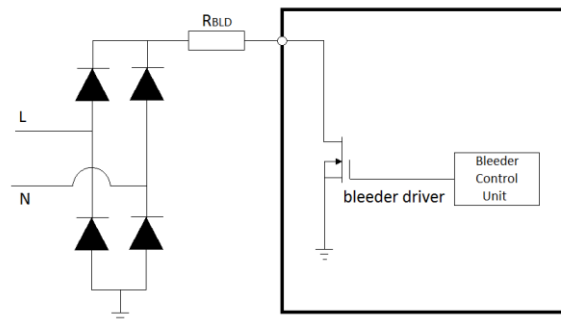 RBLD
L
N
bleeder driver
Bleeder
Control
Unit